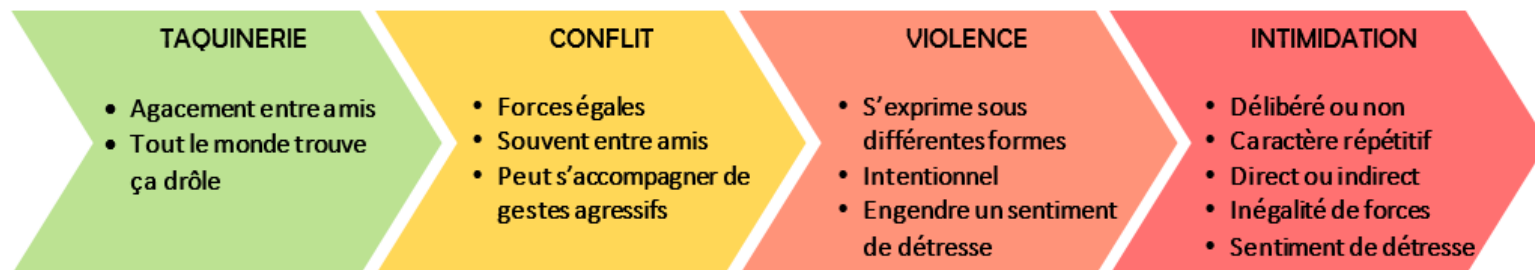 TAQUINERIE
• Agacement entre amis
• Tout le monde trouve
ça drôle
CONFLIT
• Forces égales
• Souvent entre amis
• Peut s'accompagner de
gestes agressifs
VIOLENCE
• S'exprime sous
différentes formes
• Intentionnel
• Engendre un sentiment
de détresse
INTIMIDATION
• Délibéré ou non
• Caractère répétitif
• Direct ou indirect
• Inégalité de forces
• Sentiment de détresse